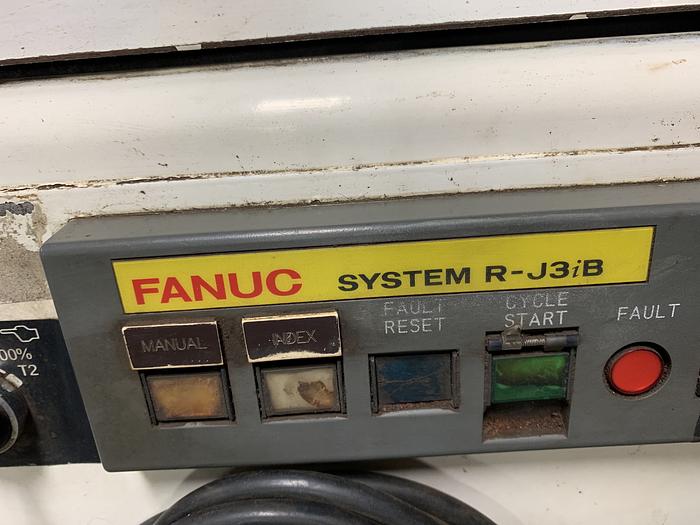 FANUC SYSTEM R-J3iB
MANUAL
INDEX
FAULT
RESET
CYCLE
START
FAULT
00%
T2